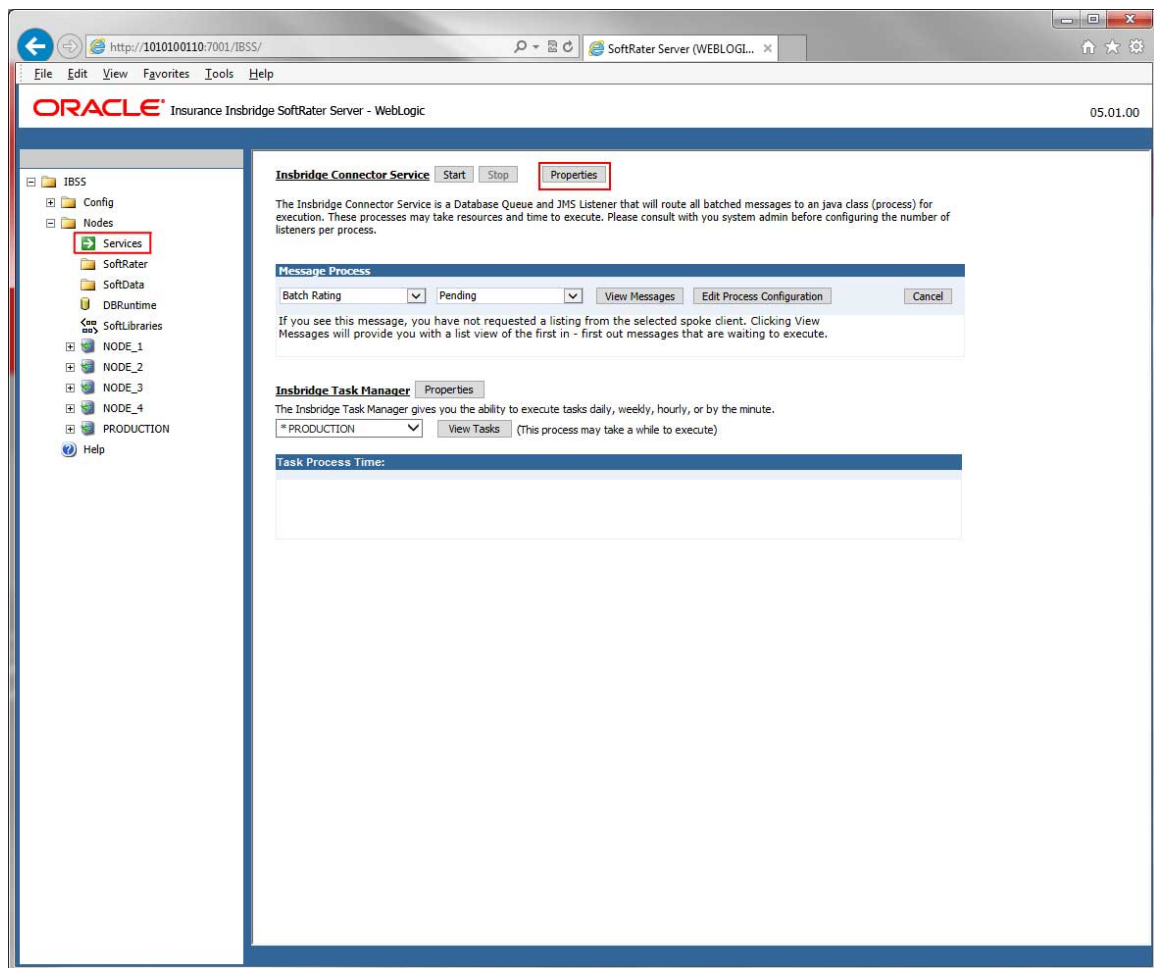 http://1010100110:7001/IBSS/
SoftRater Server (WEBLOGI...
File Edit View Favorites Tools Help
ORACLE Insurance Insbridge SoftRater Server - WebLogic
05.01.00
IBSS
Config
Nodes
Services
SoftRater
SoftData
DBRuntime
SoftLibraries
NODE_1
NODE_2
NODE_3
NODE_4
PRODUCTION
Help
Insbridge Connector Service Start Stop Properties
The Insbridge Connector Service is a Database Queue and JMS Listener that will route all batched messages to an java class (process) for
execution. These processes may take resources and time to execute. Please consult with you system admin before configuring the number of
listeners per process.
Message Process
Batch Rating Pending View Messages Edit Process Configuration Cancel
If you see this message, you have not requested a listing from the selected spoke client. Clicking View
Messages will provide you with a list view of the first in - first out messages that are waiting to execute.
Insbridge Task Manager Properties
The Insbridge Task Manager gives you the ability to execute tasks daily, weekly, hourly, or by the minute.
* PRODUCTION View Tasks (This process may take a while to execute)
Task Process Time: